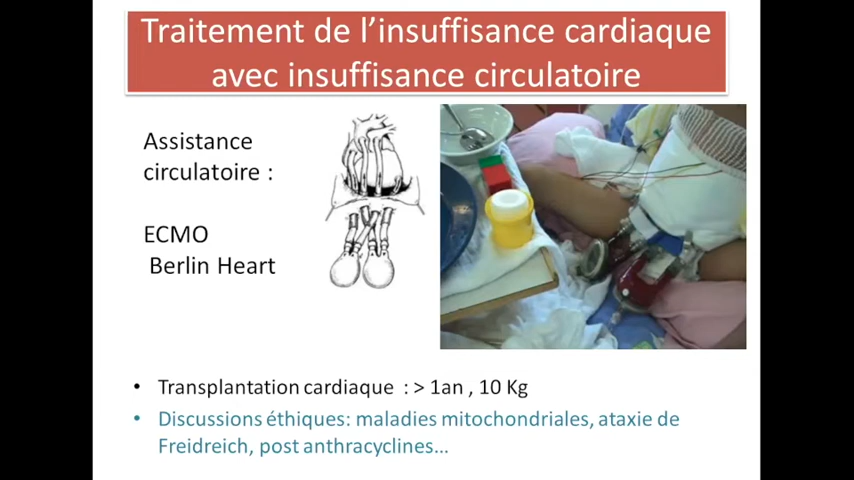 Traitement de l’insuffisance cardiaque
avec insuffisance circulatoire
Assistance
circulatoire :
ECMO
Berlin Heart
• Transplantation cardiaque : > 1an , 10 Kg
• Discussions éthiques: maladies mitochondriales, ataxie de
Freidreich, post anthracyclines...